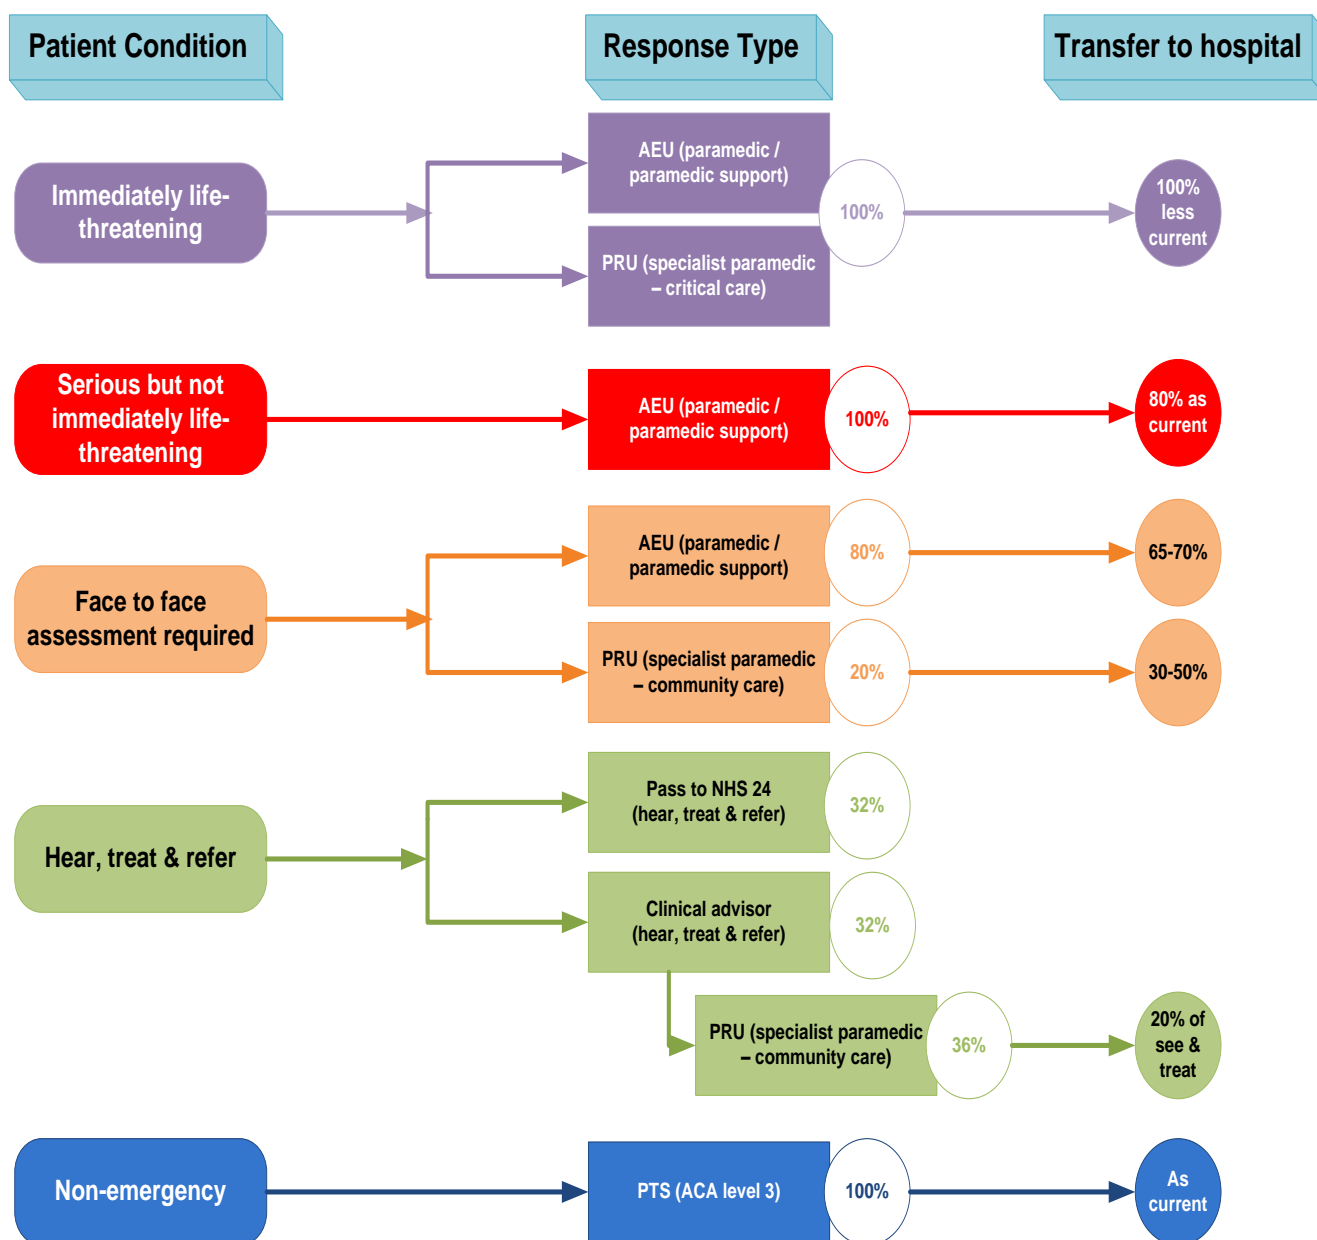 Patient Condition
Response Type
Transfer to hospital
Immediately life-
threatening
AEU (paramedic /
paramedic support)
PRU (specialist paramedic
– critical care)
100%
100%
less
current
Serious but not
immediately life-
threatening
AEU (paramedic /
paramedic support)
100%
80% as
current
Face to face
assessment required
AEU (paramedic /
paramedic support)
80%
65-70%
PRU (specialist paramedic
– community care)
20%
30-50%
Hear, treat & refer
Pass to NHS 24
(hear, treat & refer)
32%
Clinical advisor
(hear, treat & refer)
32%
PRU (specialist paramedic
– community care)
36%
20% of
see &
treat
Non-emergency
PTS (ACA level 3)
100%
As
current